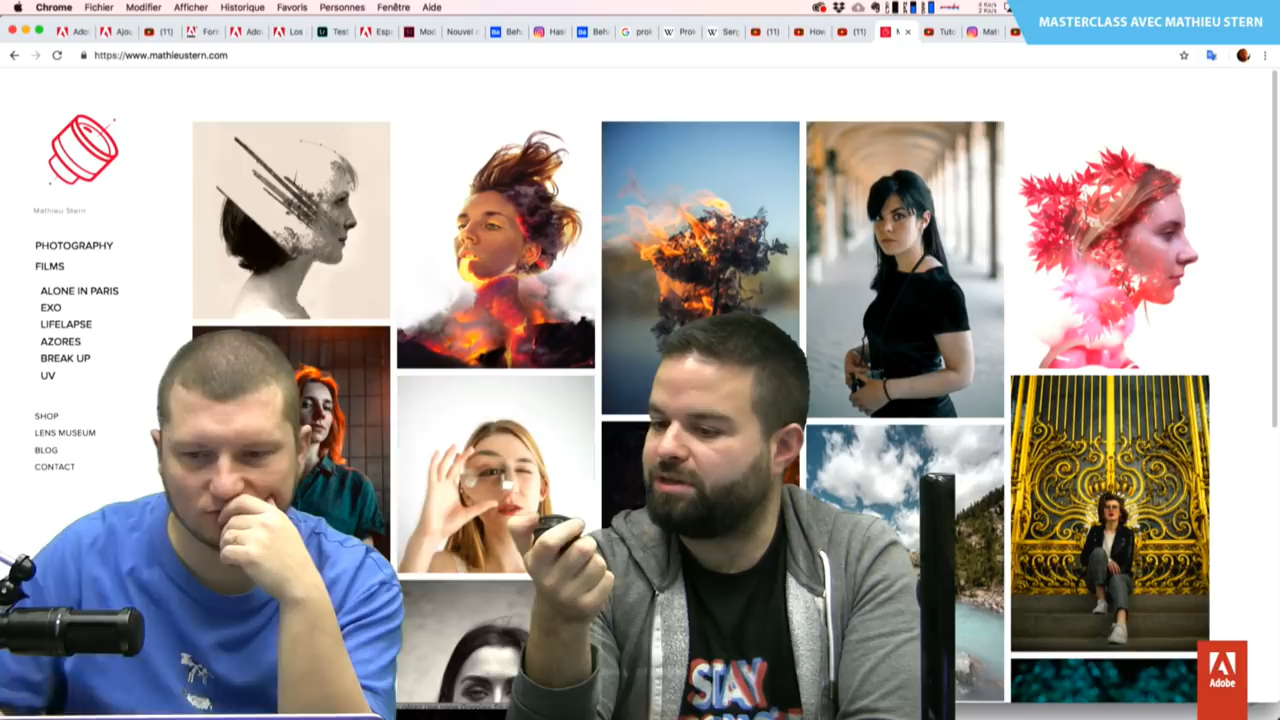 Chrome Fichier Modifier Afficher Historique Favoris Personnes Fenêtre Aide
MASTERCLASS AVEC MATHIEU STERN
https://www.mathieustern.com
Mathieu Stern
PHOTOGRAPHY
FILMS
ALONE IN PARIS
EXO
LIFELAPSE
AZORES
BREAK UP
UV
SHOP
LENS MUSEUM
BLOG
CONTACT
STAY
Adobe